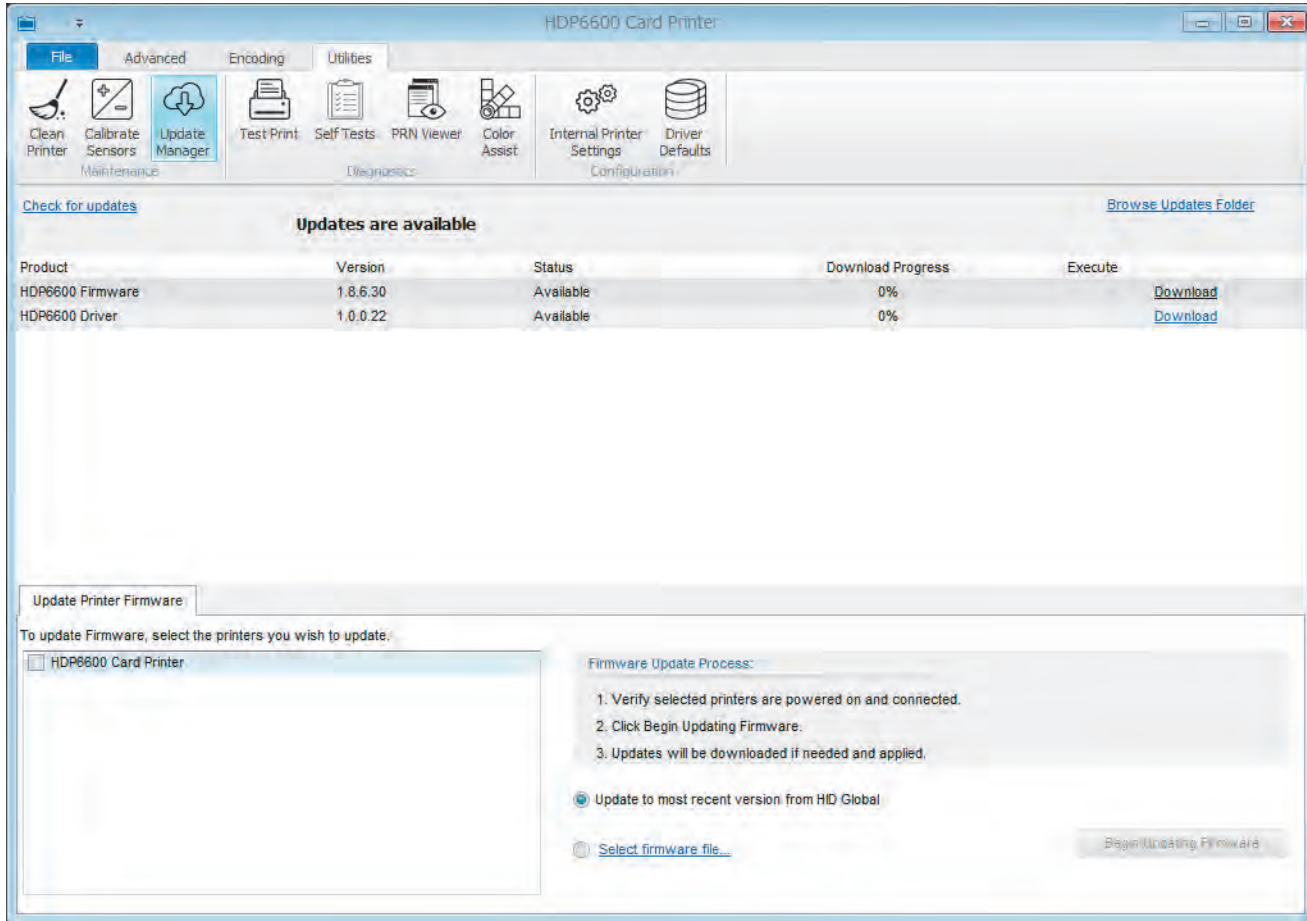 HDP6600 Card Printer
File Advanced Encoding Utilities
Clean Printer Calibrate Sensors Update Manager Test Print Self Tests PRN Viewer Color Assist Internal Printer Settings Driver Defaults
Maintenance Diagnostics Configuration
Check for updates Browse Updates Folder
Updates are available
Product Version Status Download Progress Execute
HDP6600 Firmware 1.8.6.30 Available 0% Download
HDP6600 Driver 1.0.0.22 Available 0% Download
Update Printer Firmware
To update Firmware, select the printers you wish to update.
HDP6600 Card Printer
Firmware Update Process:
1. Verify selected printers are powered on and connected.
2. Click Begin Updating Firmware.
3. Updates will be downloaded if needed and applied.
Update to most recent version from HID Global
Select firmware file...
Begin Updating Firmware